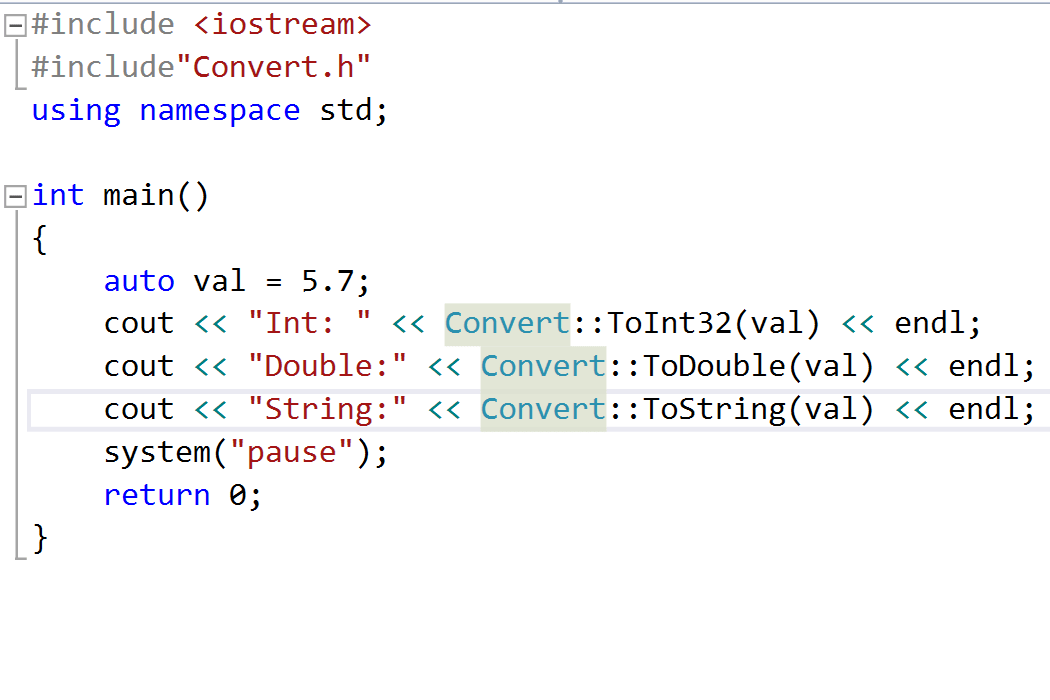 #include <iostream>
#include"Convert.h"
using namespace std;
int main()
{
auto val = 5.7;
cout << "Int: " << Convert::ToInt32(val) << endl;
cout << "Double:" << Convert::ToDouble(val) << endl;
cout << "String:" << Convert::ToString(val) << endl;
system("pause");
return 0;
}